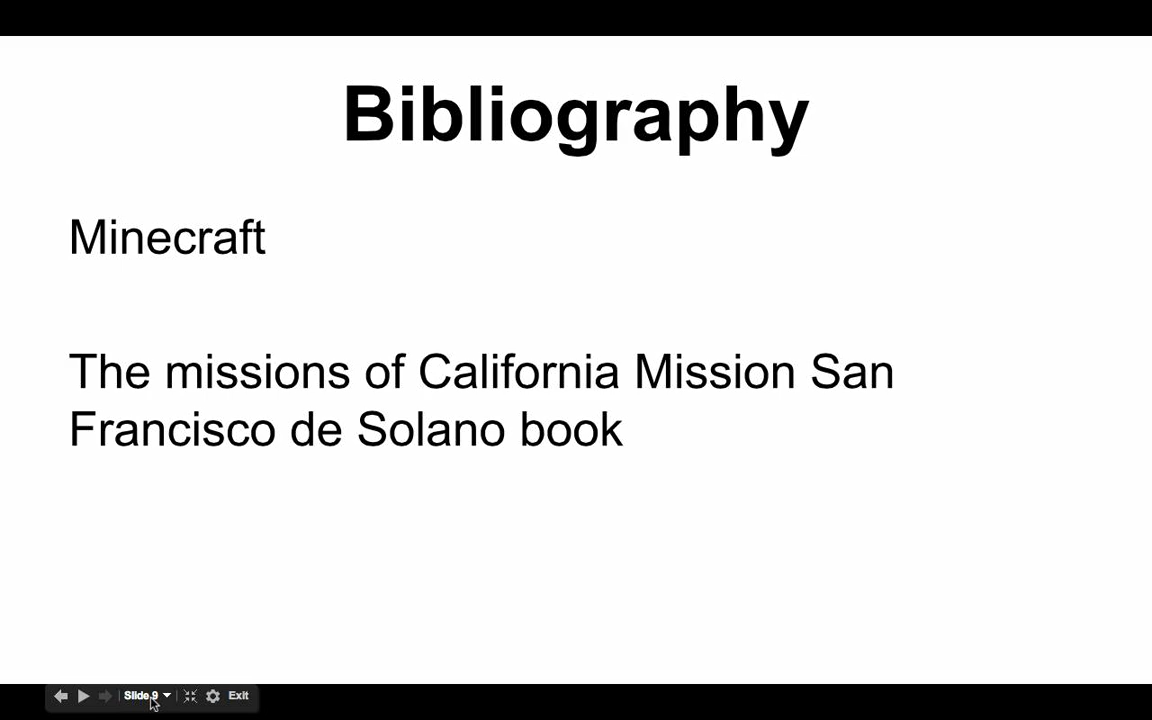 Bibliography
Minecraft
The missions of California Mission San
Francisco de Solano book
Slide 9
Exit